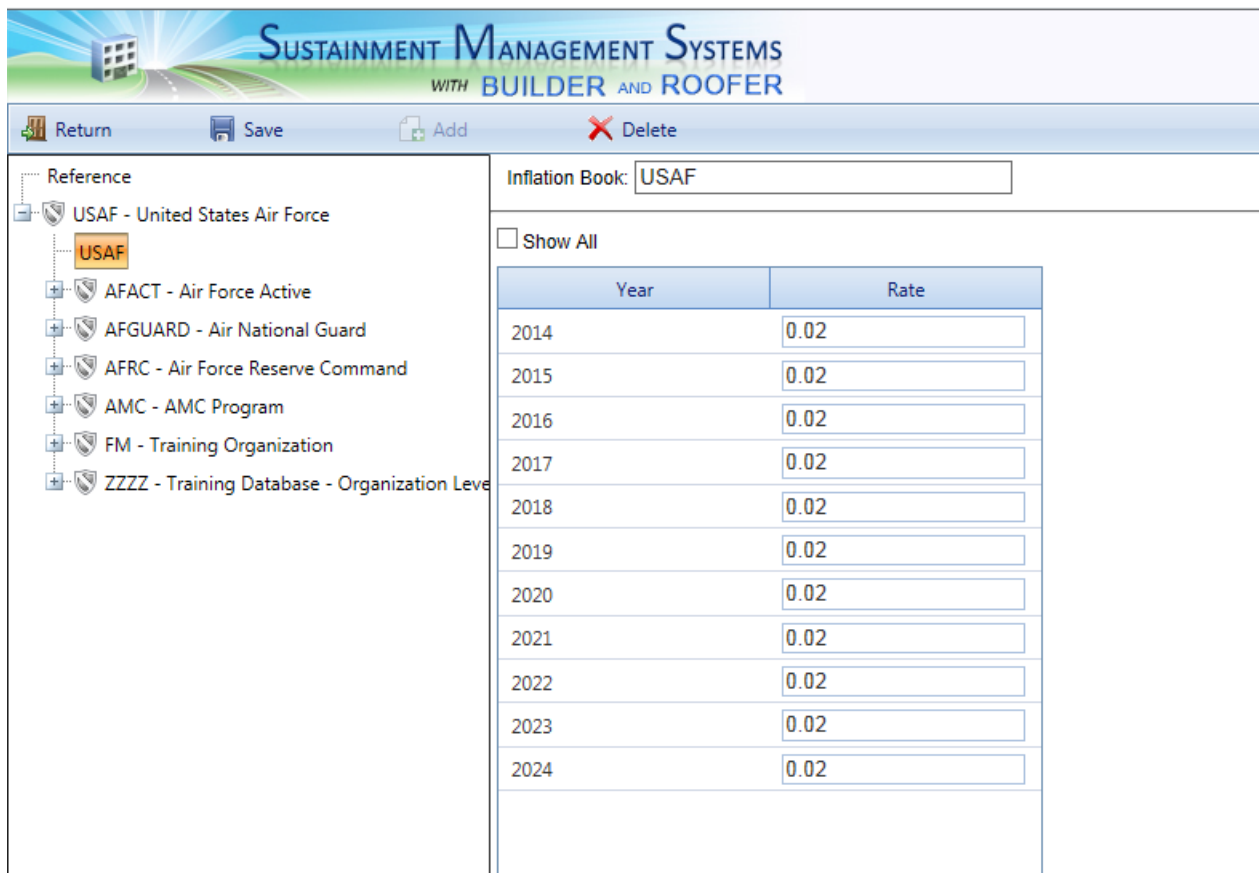 SUSTAINMENT MANAGEMENT SYSTEMS
WITH BUILDER AND ROOFER
Return Save Add Delete
Reference
USAF - United States Air Force
USAF
AFACT - Air Force Active
AFGUARD - Air National Guard
AFRC - Air Force Reserve Command
AMC - AMC Program
FM - Training Organization
ZZZZ - Training Database - Organization Leve
Inflation Book: USAF
Show All
Year Rate
2014 0.02
2015 0.02
2016 0.02
2017 0.02
2018 0.02
2019 0.02
2020 0.02
2021 0.02
2022 0.02
2023 0.02
2024 0.02